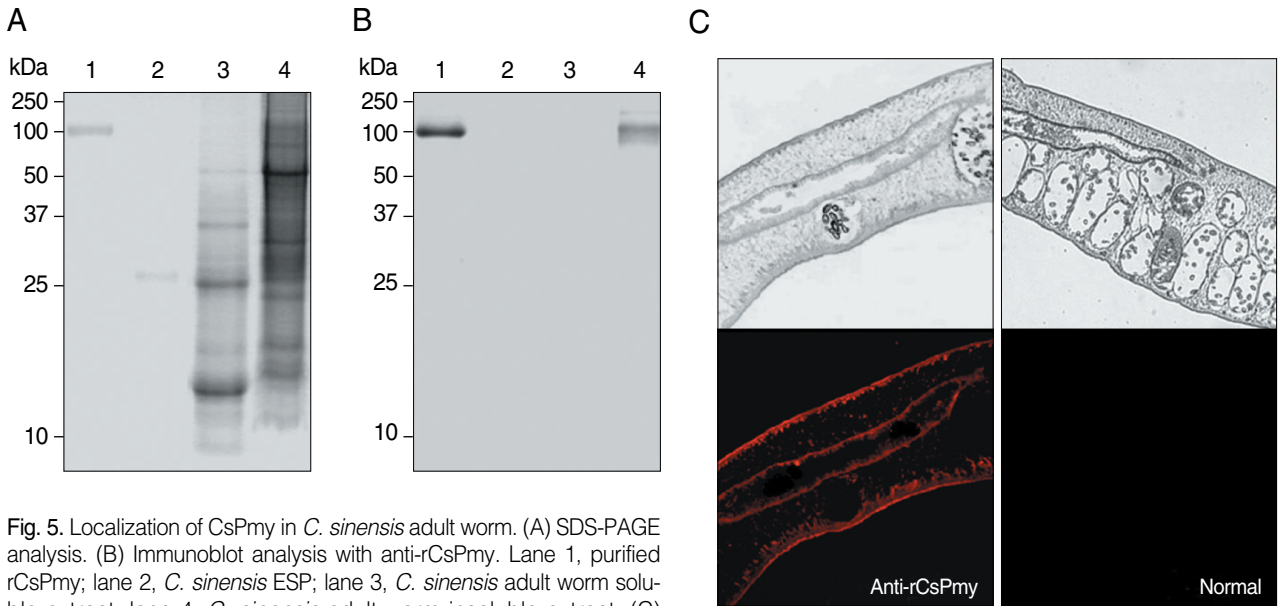 A
B
C
kDa 1 2 3 4
250
100
50
37
25
10
kDa 1 2 3 4
250
100
50
37
25
10
Anti-rCsPmy
Normal
Fig. 5. Localization of CsPmy in C. sinensis adult worm. (A) SDS-PAGE
analysis. (B) Immunoblot analysis with anti-rCsPmy. Lane 1, purified
rCsPmy; lane 2, C. sinensis ESP; lane 3, C. sinensis adult worm solu-